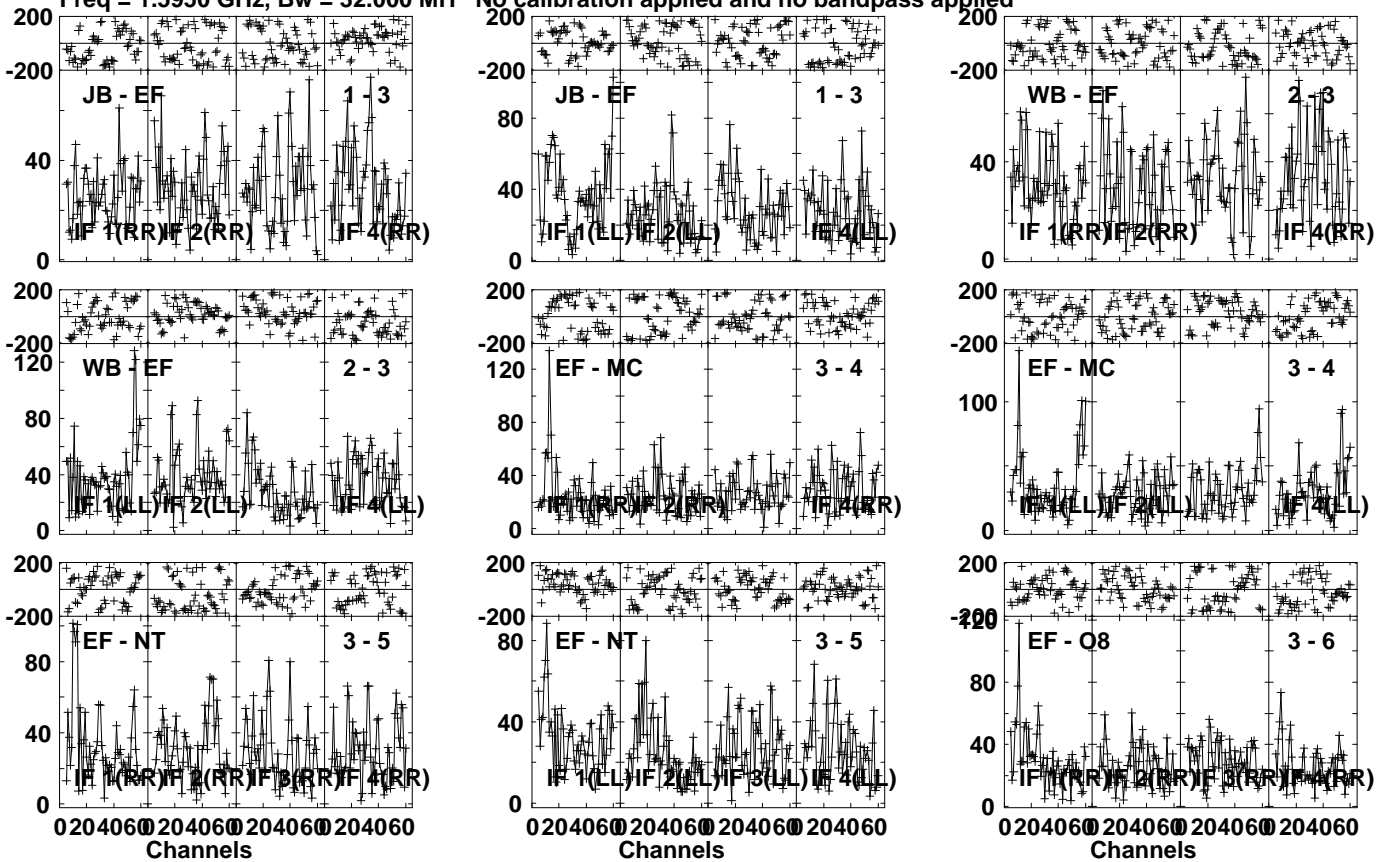 Freq = 1.5950 GHz, Bw = 32.000 MH No calibration applied and no bandpass applied
200
-200
JB - EF 1 - 3
40
0
IF 1(RR) IF 2(RR) IF 4(RR)
JB - EF 1 - 3
80
40
0
IF 1(LL) IF 2(LL) IF 4(LL)
200
-200
WB - EF 2 - 3
40
0
IF 1(RR) IF 2(RR) IF 4(RR)
200
-200
WB - EF 2 - 3
120
80
40
0
IF 1(LL) IF 2(LL) IF 4(LL)
200
-200
EF - MC 3 - 4
120
80
40
0
IF 1(RR) IF 2(RR) IF 4(RR)
200
-200
EF - MC 3 - 4
100
0
IF 1(LL) IF 2(LL) IF 4(LL)
200
-200
EF - NT 3 - 5
80
40
0
IF 1(RR) IF 2(RR) IF 3(RR) IF 4(RR)
0 20 40 60 0 20 40 60 0 20 40 60 0 20 40 60
Channels
200
-200
EF - NT 3 - 5
80
40
0
IF 1(LL) IF 2(LL) IF 3(LL) IF 4(LL)
0 20 40 60 0 20 40 60 0 20 40 60 0 20 40 60
Channels
200
-200
120
EF - O8 3 - 6
80
40
0
IF 1(RR) IF 2(RR) IF 3(RR) IF 4(RR)
0 20 40 60 0 20 40 60 0 20 40 60 0 20 40 60
Channels